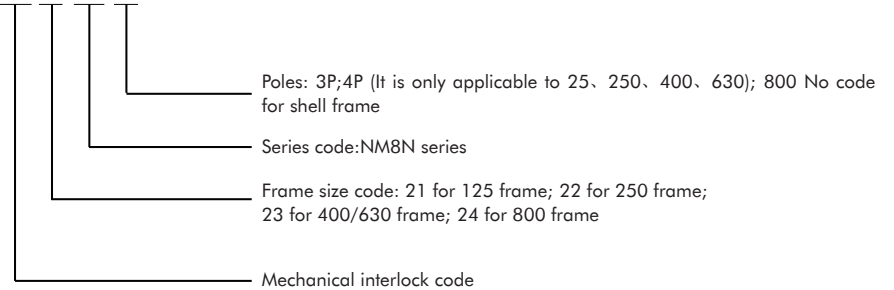 Poles: 3P;4P (It is only applicable to 25、250、400、630); 800 No code
for shell frame
Series code:NM8N series
Frame size code: 21 for 125 frame; 22 for 250 frame;
23 for 400/630 frame; 24 for 800 frame
Mechanical interlock code